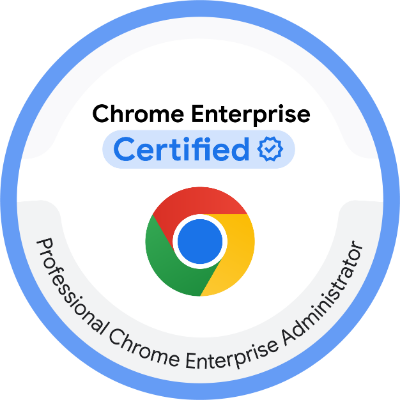 Chrome Enterprise
Certified
Professional Chrome Enterprise Administrator